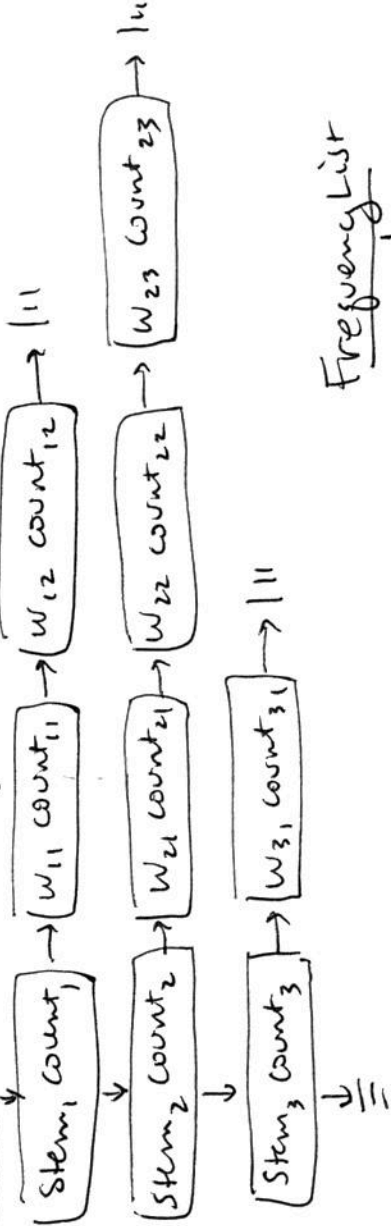 Stem₁ count₁ → w₁₁ count₁₁ → w₁₂ count₁₂ →
Stem₂ count₂ → w₂₁ count₂₁ → w₂₂ count₂₂ → w₂₃ count₂₃ →
Stem₃ count₃ → w₃₁ count₃₁ →
Frequency List